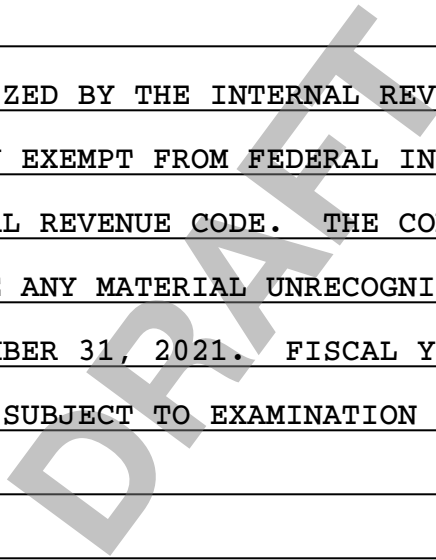 ZED BY THE INTERNAL REV
EXEMPT FROM FEDERAL IN
L REVENUE CODE. THE CO
ANY MATERIAL UNRECOGNI
BER 31, 2021. FISCAL Y
SUBJECT TO EXAMINATION
DRAFT